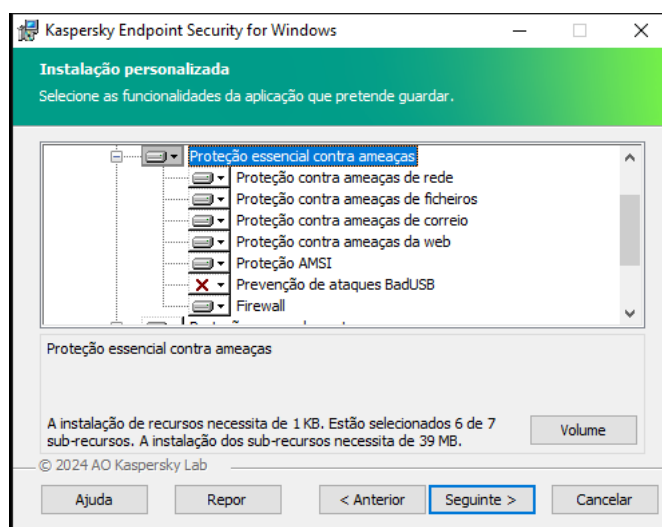 Kaspersky Endpoint Security for Windows
Instalação personalizada
Selecione as funcionalidades da aplicação que pretende guardar.
Proteção essencial contra ameaças
Proteção contra ameaças de rede
Proteção contra ameaças de ficheiros
Proteção contra ameaças de correio
Proteção contra ameaças da web
Proteção AMSI
Prevenção de ataques BadUSB
Firewall
Proteção essencial contra ameaças
A instalação de recursos necessita de 1 KB. Estão selecionados 6 de 7
sub-recursos. A instalação dos sub-recursos necessita de 39 MB.
Volume
© 2024 AO Kaspersky Lab
Ajuda
Repor
< Anterior
Seguinte >
Cancelar